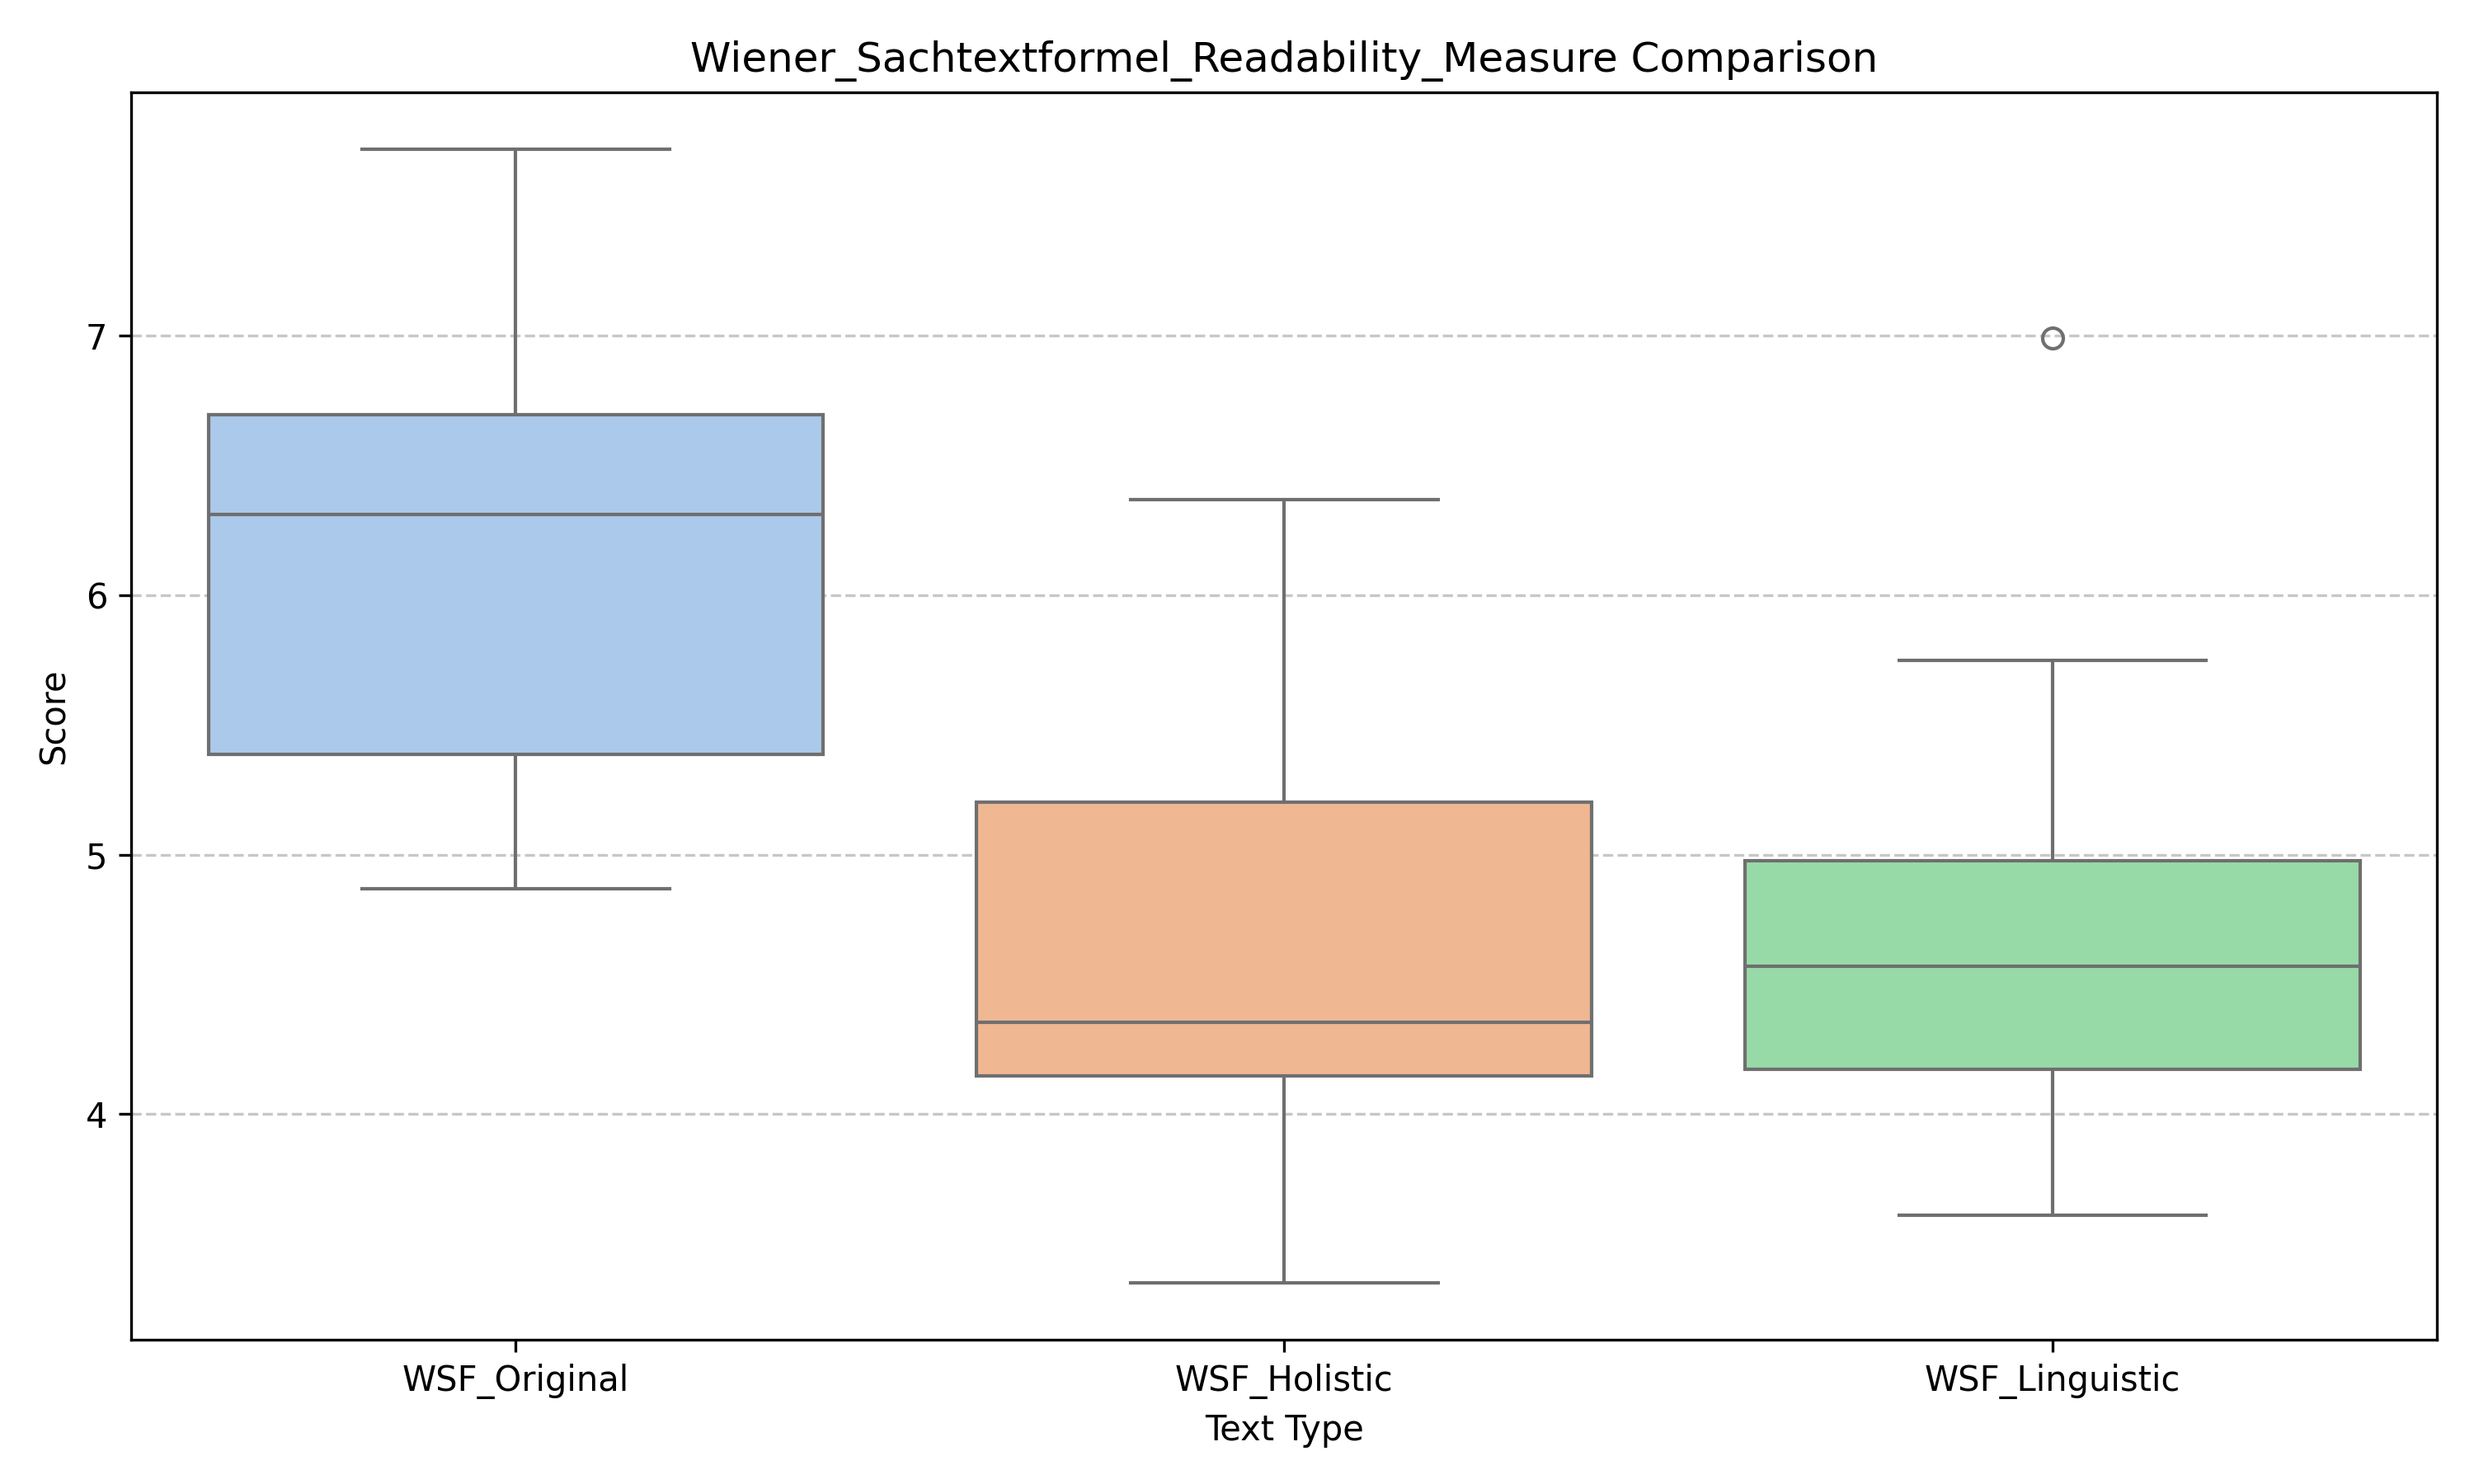 Wiener_Sachtextformel_Readability_Measure Comparison
7
6
5
4
Score
WSF_Original
WSF_Holistic
WSF_Linguistic
Text Type